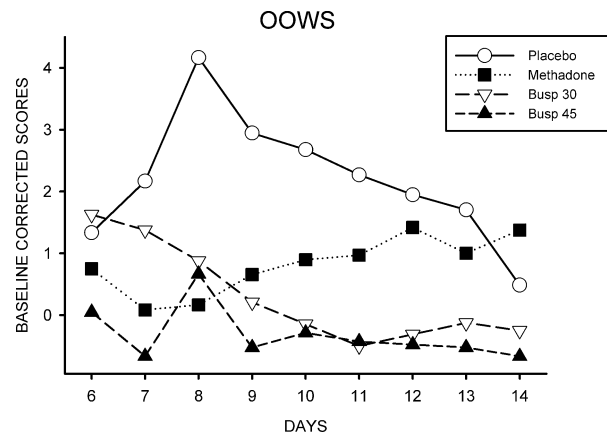 OOWS
Placebo
Methadone
Busp 30
Busp 45
BASELINE CORRECTED SCORES
4
3
2
1
0
6 7 8 9 10 11 12 13 14
DAYS